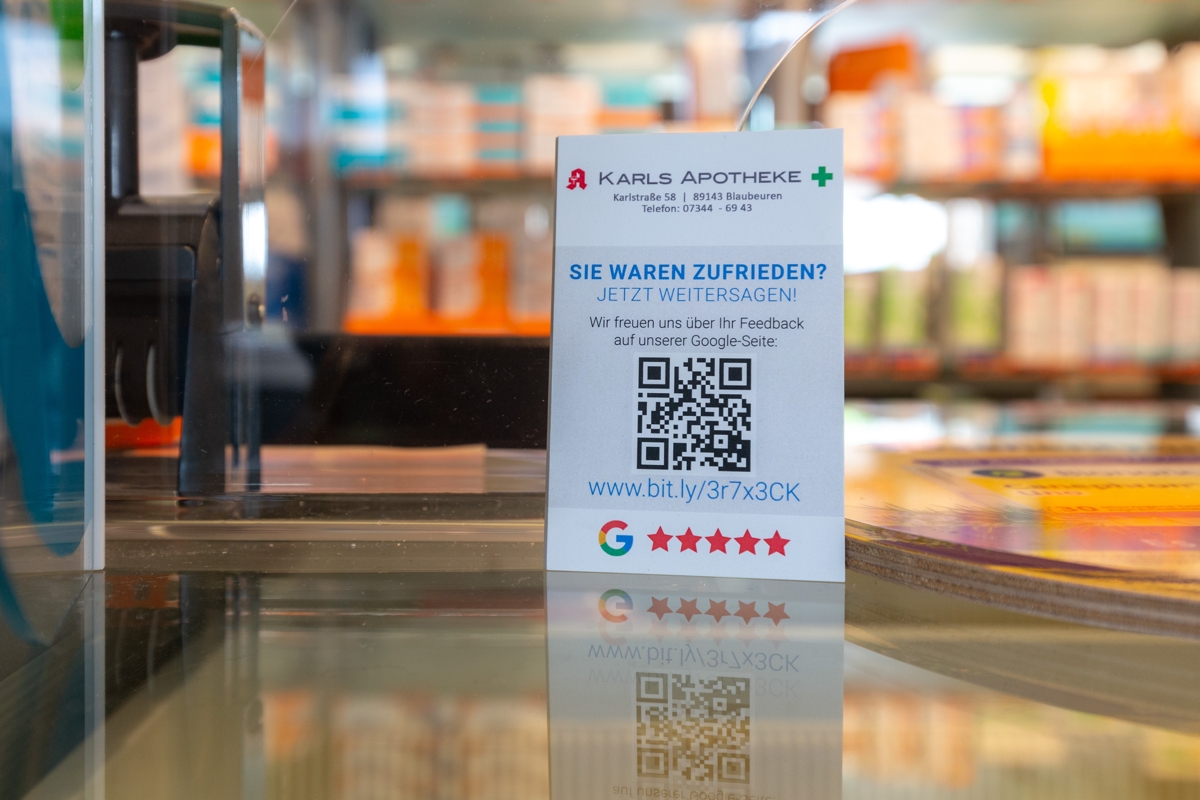 KARLS APOTHEKE
Karlstraße 58 | 89143 Blaubeuren
Telefon: 07344 - 69 43
SIE WAREN ZUFRIEDEN?
JETZT WEITERSAGEN!
Wir freuen uns über Ihr Feedback
auf unserer Google-Seite:
www.bit.ly/3r7x3CK
G